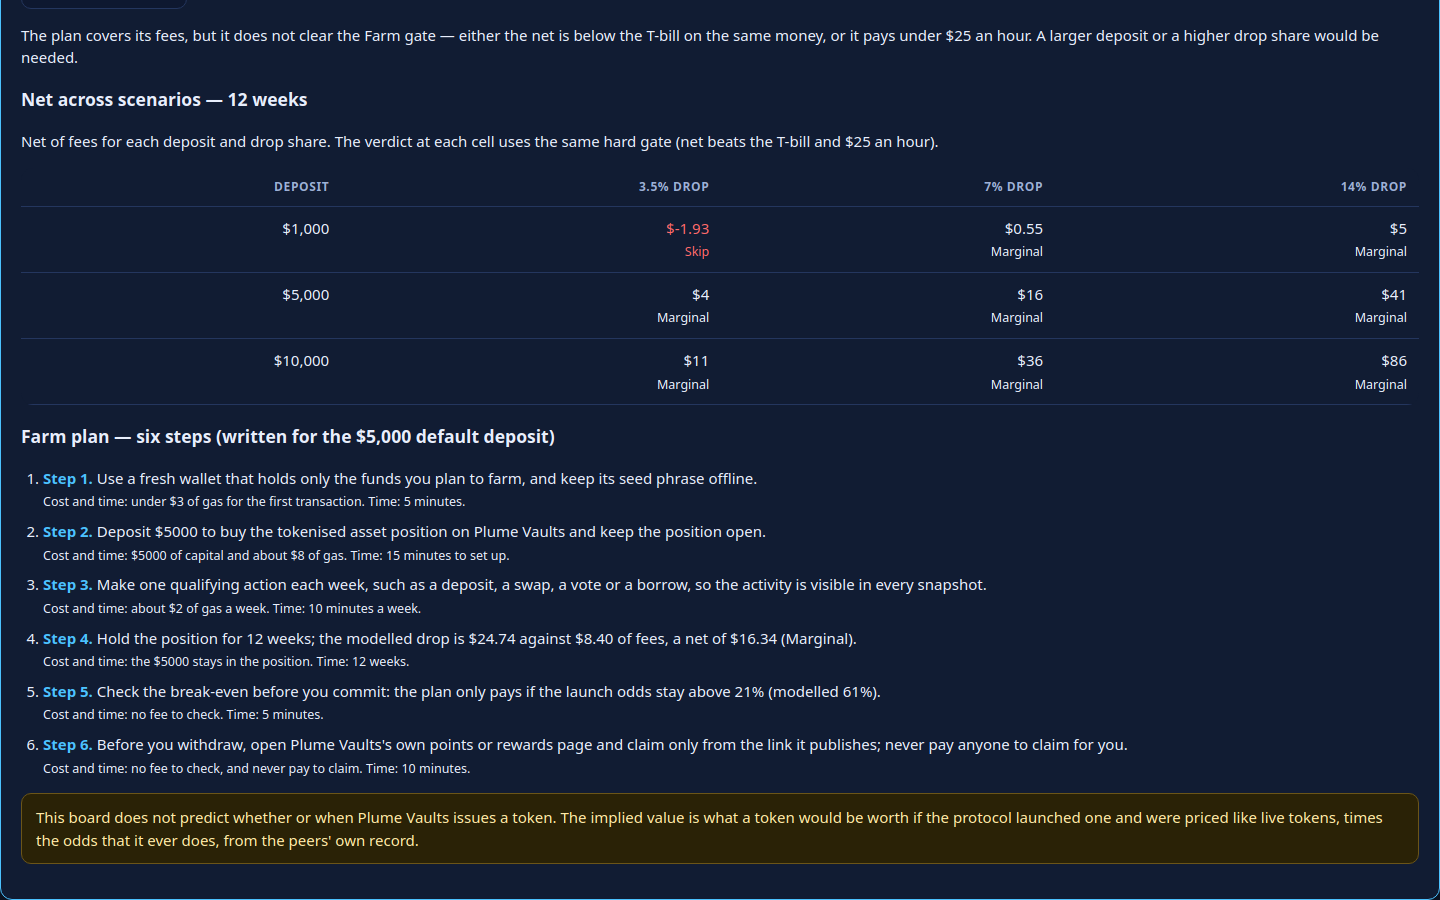 The plan covers its fees, but it does not clear the Farm gate — either the net is below the T-bill on the same money, or it pays under $25 an hour. A larger deposit or a higher drop share would be
needed.
Net across scenarios — 12 weeks
Net of fees for each deposit and drop share. The verdict at each cell uses the same hard gate (net beats the T-bill and $25 an hour).
DEPOSIT 3.5% DROP 7% DROP 14% DROP
$1,000 $-1.93 $0.55 $5
Skip Marginal Marginal
$5,000 $4 $16 $41
Marginal Marginal Marginal
$10,000 $11 $36 $86
Marginal Marginal Marginal
Farm plan — six steps (written for the $5,000 default deposit)
1. Step 1. Use a fresh wallet that holds only the funds you plan to farm, and keep its seed phrase offline.
Cost and time: under $3 of gas for the first transaction. Time: 5 minutes.
2. Step 2. Deposit $5000 to buy the tokenised asset position on Plume Vaults and keep the position open.
Cost and time: $5000 of capital and about $8 of gas. Time: 15 minutes to set up.
3. Step 3. Make one qualifying action each week, such as a deposit, a swap, a vote or a borrow, so the activity is visible in every snapshot.
Cost and time: about $2 of gas a week. Time: 10 minutes a week.
4. Step 4. Hold the position for 12 weeks; the modelled drop is $24.74 against $8.40 of fees, a net of $16.34 (Marginal).
Cost and time: the $5000 stays in the position. Time: 12 weeks.
5. Step 5. Check the break-even before you commit: the plan only pays if the launch odds stay above 21% (modelled 61%).
Cost and time: no fee to check. Time: 5 minutes.
6. Step 6. Before you withdraw, open Plume Vaults's own points or rewards page and claim only from the link it publishes; never pay anyone to claim for you.
Cost and time: no fee to check, and never pay to claim. Time: 10 minutes.
This board does not predict whether or when Plume Vaults issues a token. The implied value is what a token would be worth if the protocol launched one and were priced like live tokens, times
the odds that it ever does, from the peers' own record.